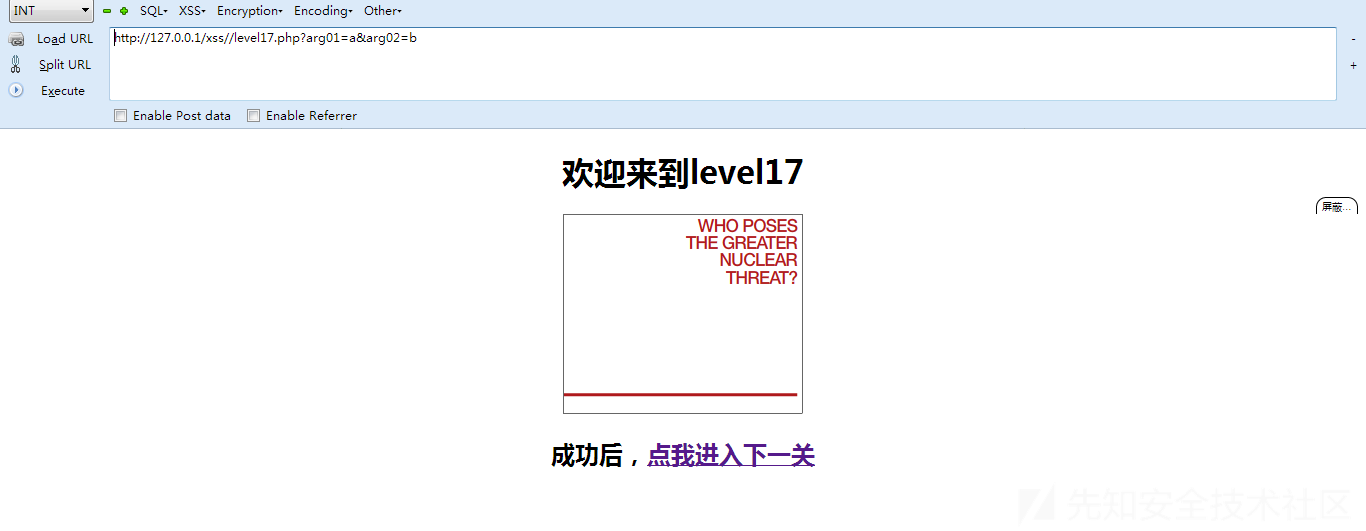 INT SQL▾ XSS▾ Encryption▾ Encoding▾ Other▾
Load URL http://127.0.0.1/xss//level17.php?arg01=a&arg02=b -
Split URL +
Execute
Enable Post data Enable Referrer
欢迎来到level17
屏蔽...
WHO POSES
THE GREATER
NUCLEAR
THREAT?
成功后，点我进入下一关
先知安全技术社区